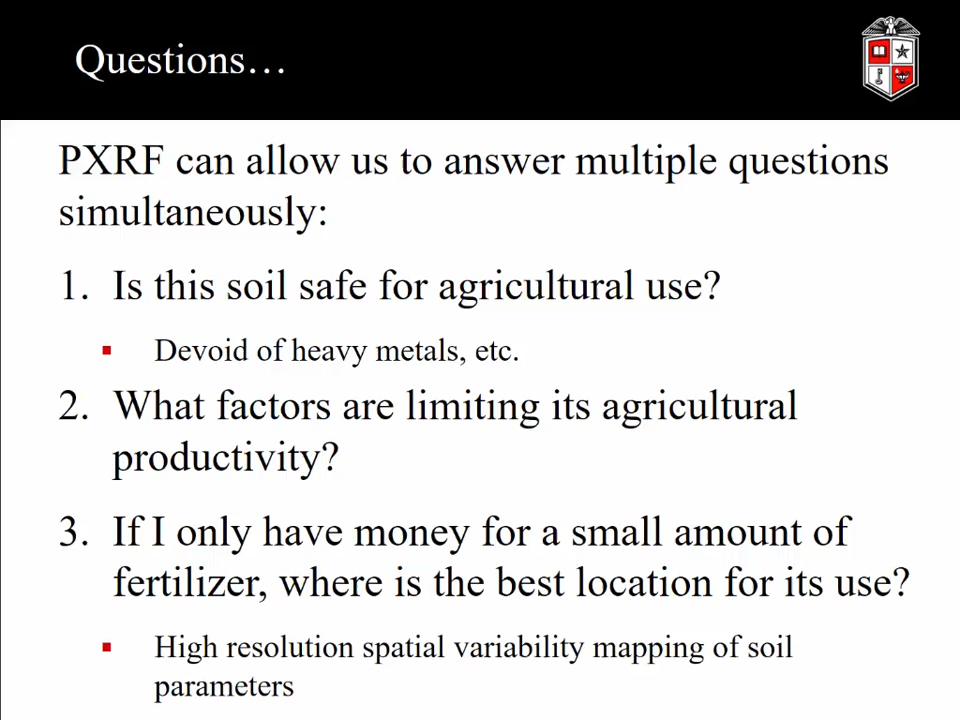 Questions…
PXRF can allow us to answer multiple questions
simultaneously:
1. Is this soil safe for agricultural use?
▪ Devoid of heavy metals, etc.
2. What factors are limiting its agricultural
productivity?
3. If I only have money for a small amount of
fertilizer, where is the best location for its use?
▪ High resolution spatial variability mapping of soil
parameters